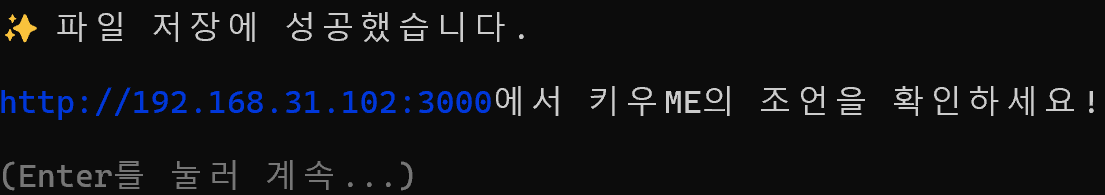 ✨ 파일 저장에 성공했습니다.
http://192.168.31.102:3000에서 키우ME의 조언을 확인하세요!
(Enter를 눌러 계속...)